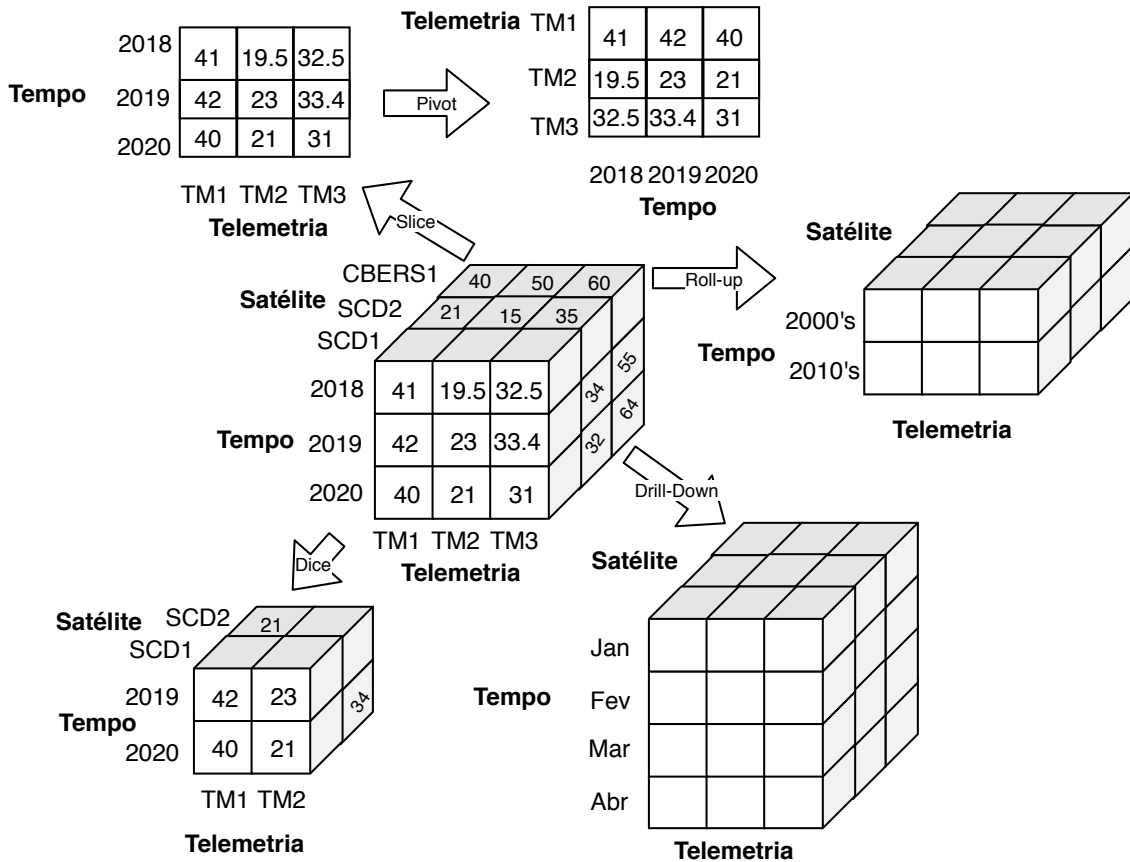 2018 41 19.5 32.5
Tempo 2019 42 23 33.4
2020 40 21 31
TM1 TM2 TM3
Telemetria
Pivot
Telemetria TM1 41 42 40
TM2 19.5 23 21
TM3 32.5 33.4 31
2018 2019 2020
Tempo
Slice
CBERS1 40 50 60
Satélite
SCD2 21 15 35
SCD1
2018 41 19.5 32.5
Tempo 2019 42 23 33.4
2020 40 21 31
34 55
32 64
TM1 TM2 TM3
Telemetria
Roll-up
Satélite
2000's
Tempo
2010's
Telemetria
Drill-Down
Satélite
Jan
Tempo Fev
Mar
Abr
Telemetria
Dice
Satélite SCD2 21
SCD1
2019 42 23
Tempo
2020 40 21
34
TM1 TM2
Telemetria